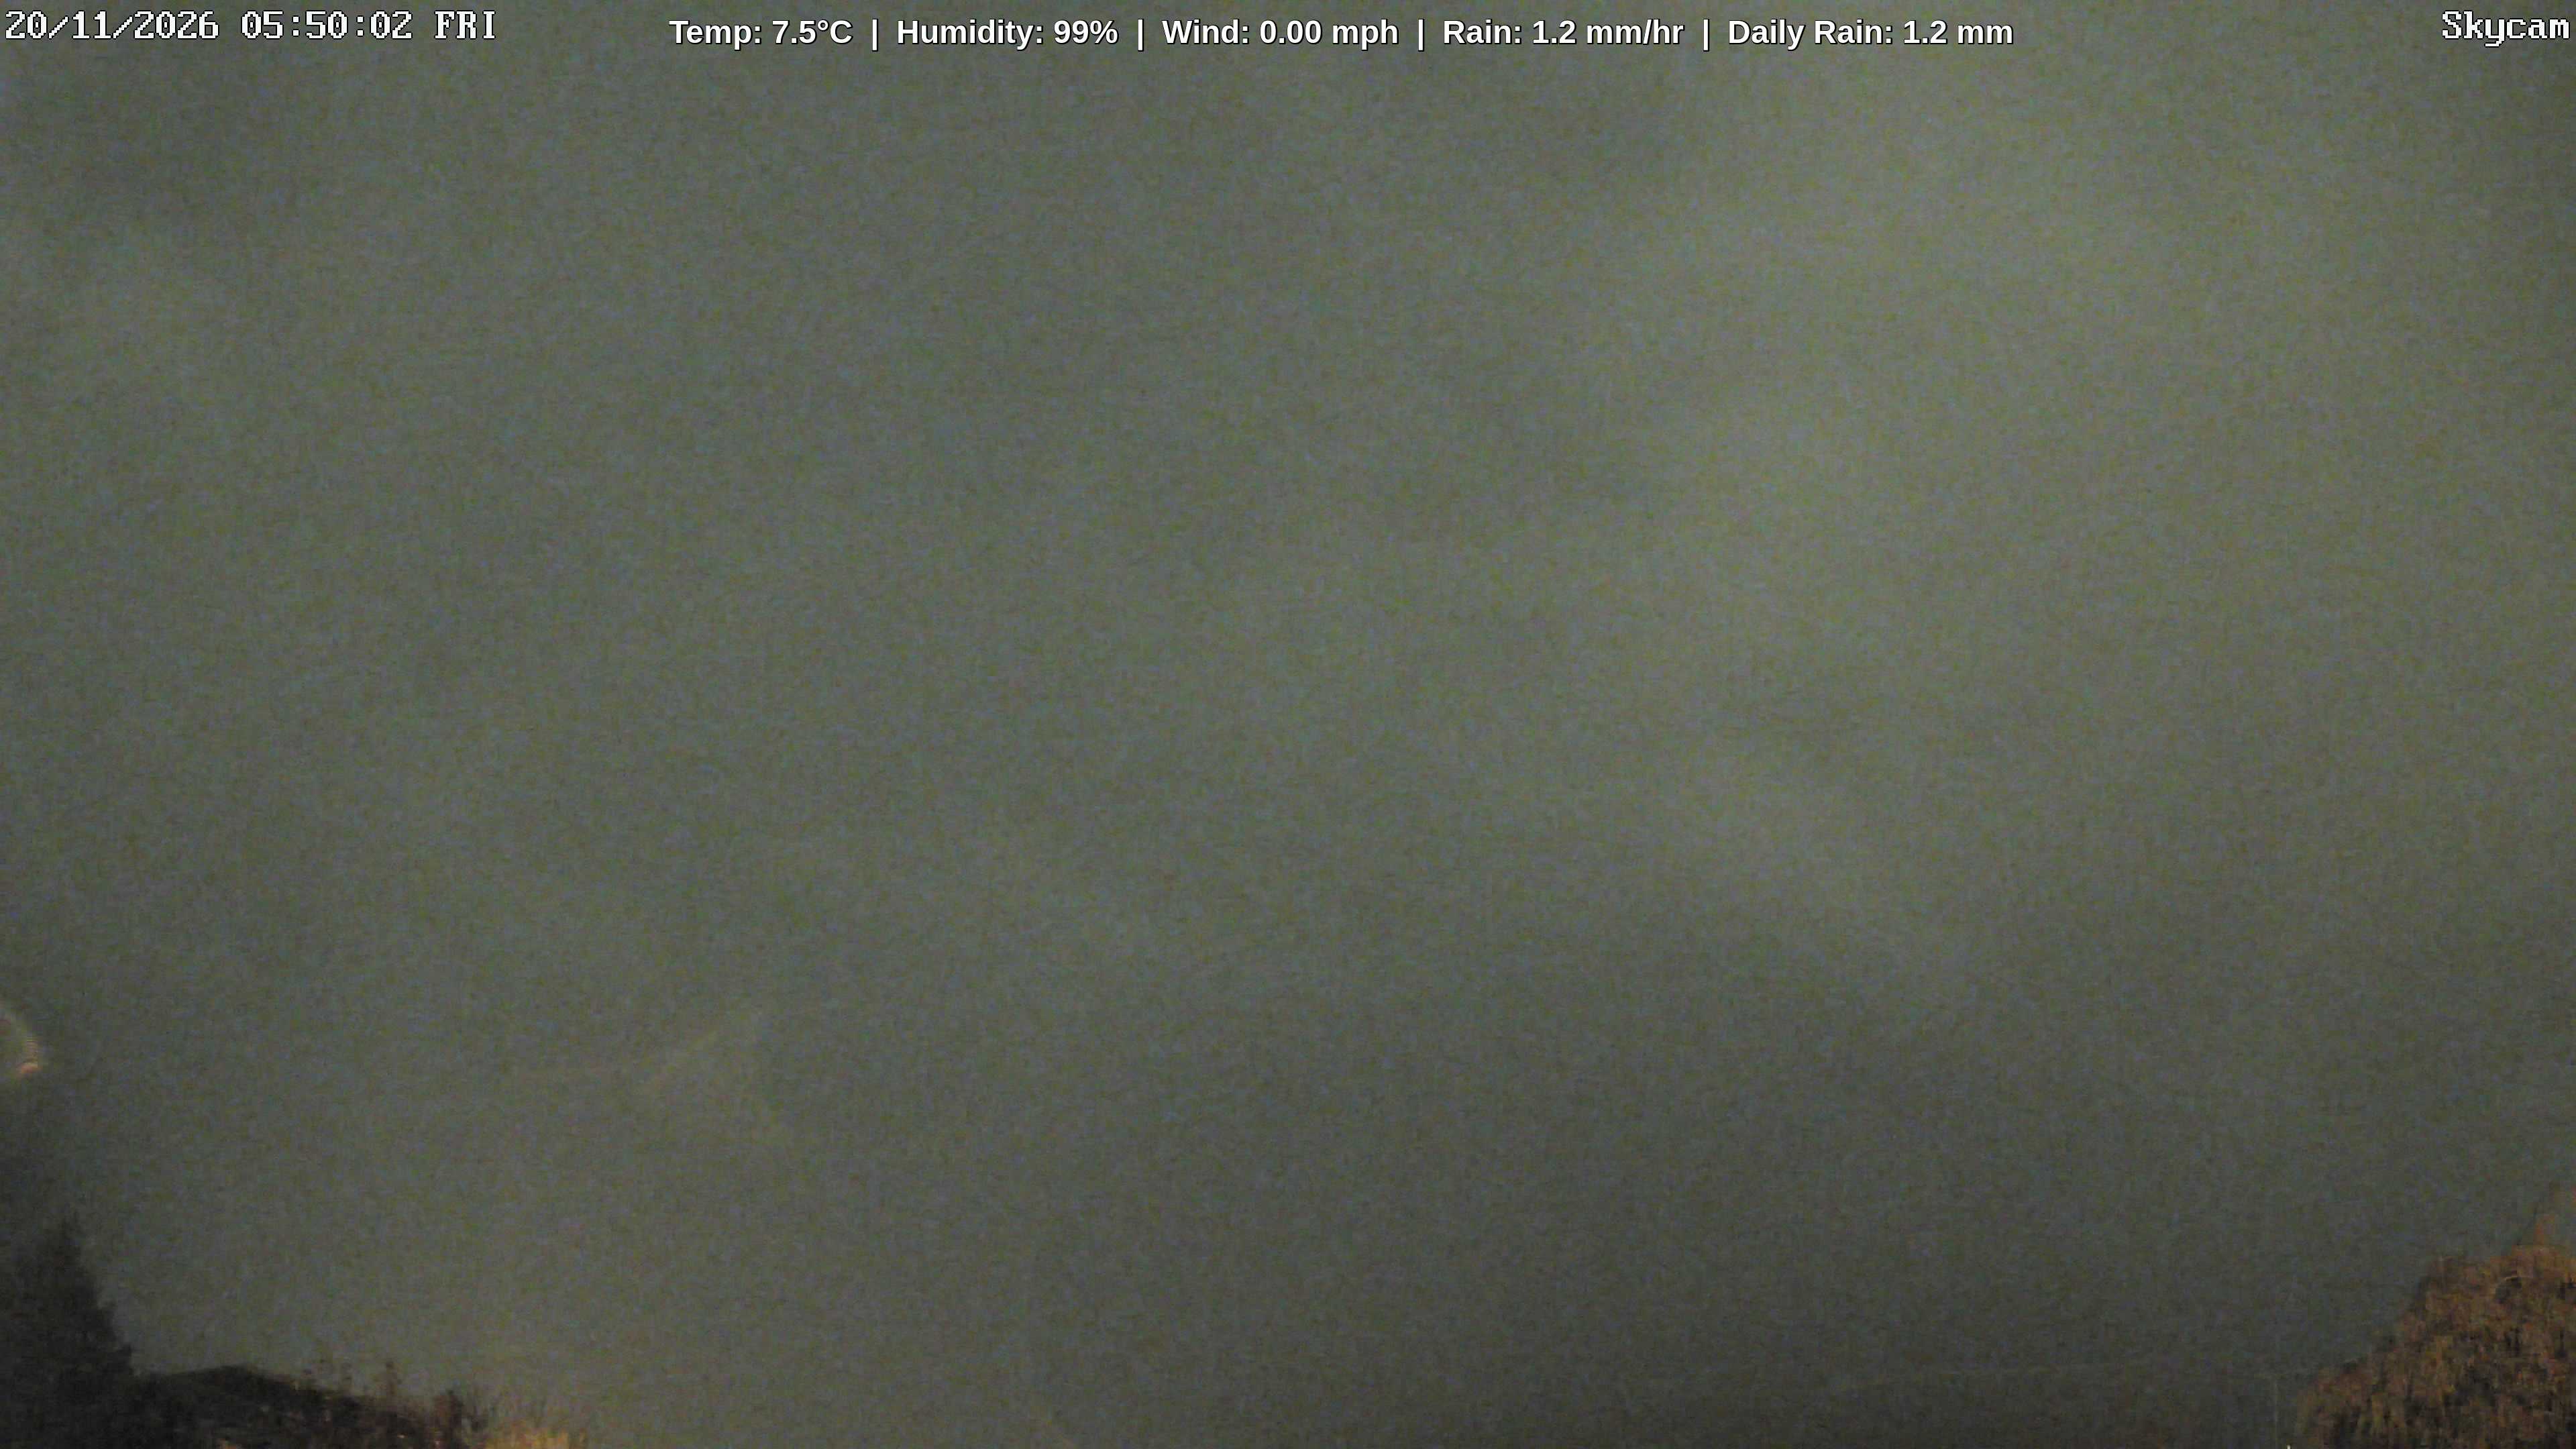 20/11/2026 05:50:02 FRI
Temp: 7.5°C | Humidity: 99% | Wind: 0.00 mph | Rain: 1.2 mm/hr | Daily Rain: 1.2 mm
Skycam